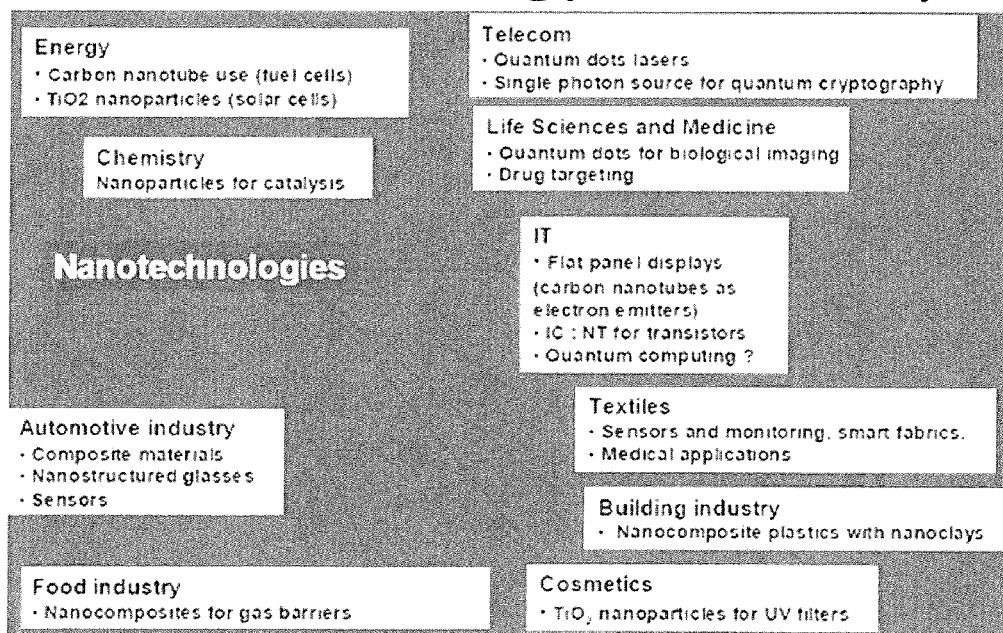 Energy
· Carbon nanotube use (fuel cells)
· TiO2 nanoparticles (solar cells)
Chemistry
Nanoparticles for catalysis
Nanotechnologies
Automotive industry
· Composite materials
· Nanostructured glasses
· Sensors
Food industry
· Nanocomposites for gas barriers
Telecom
· Quantum dots lasers
· Single photon source for quantum cryptography
Life Sciences and Medicine
· Quantum dots for biological imaging
· Drug targeting
IT
· Flat panel displays
(carbon nanotubes as
electron emitters)
· IC : NT for transistors
· Quantum computing ?
Textiles
· Sensors and monitoring, smart fabrics.
· Medical applications
Building industry
· Nanocomposite plastics with nanoclays
Cosmetics
· TiO₂ nanoparticles for UV filters